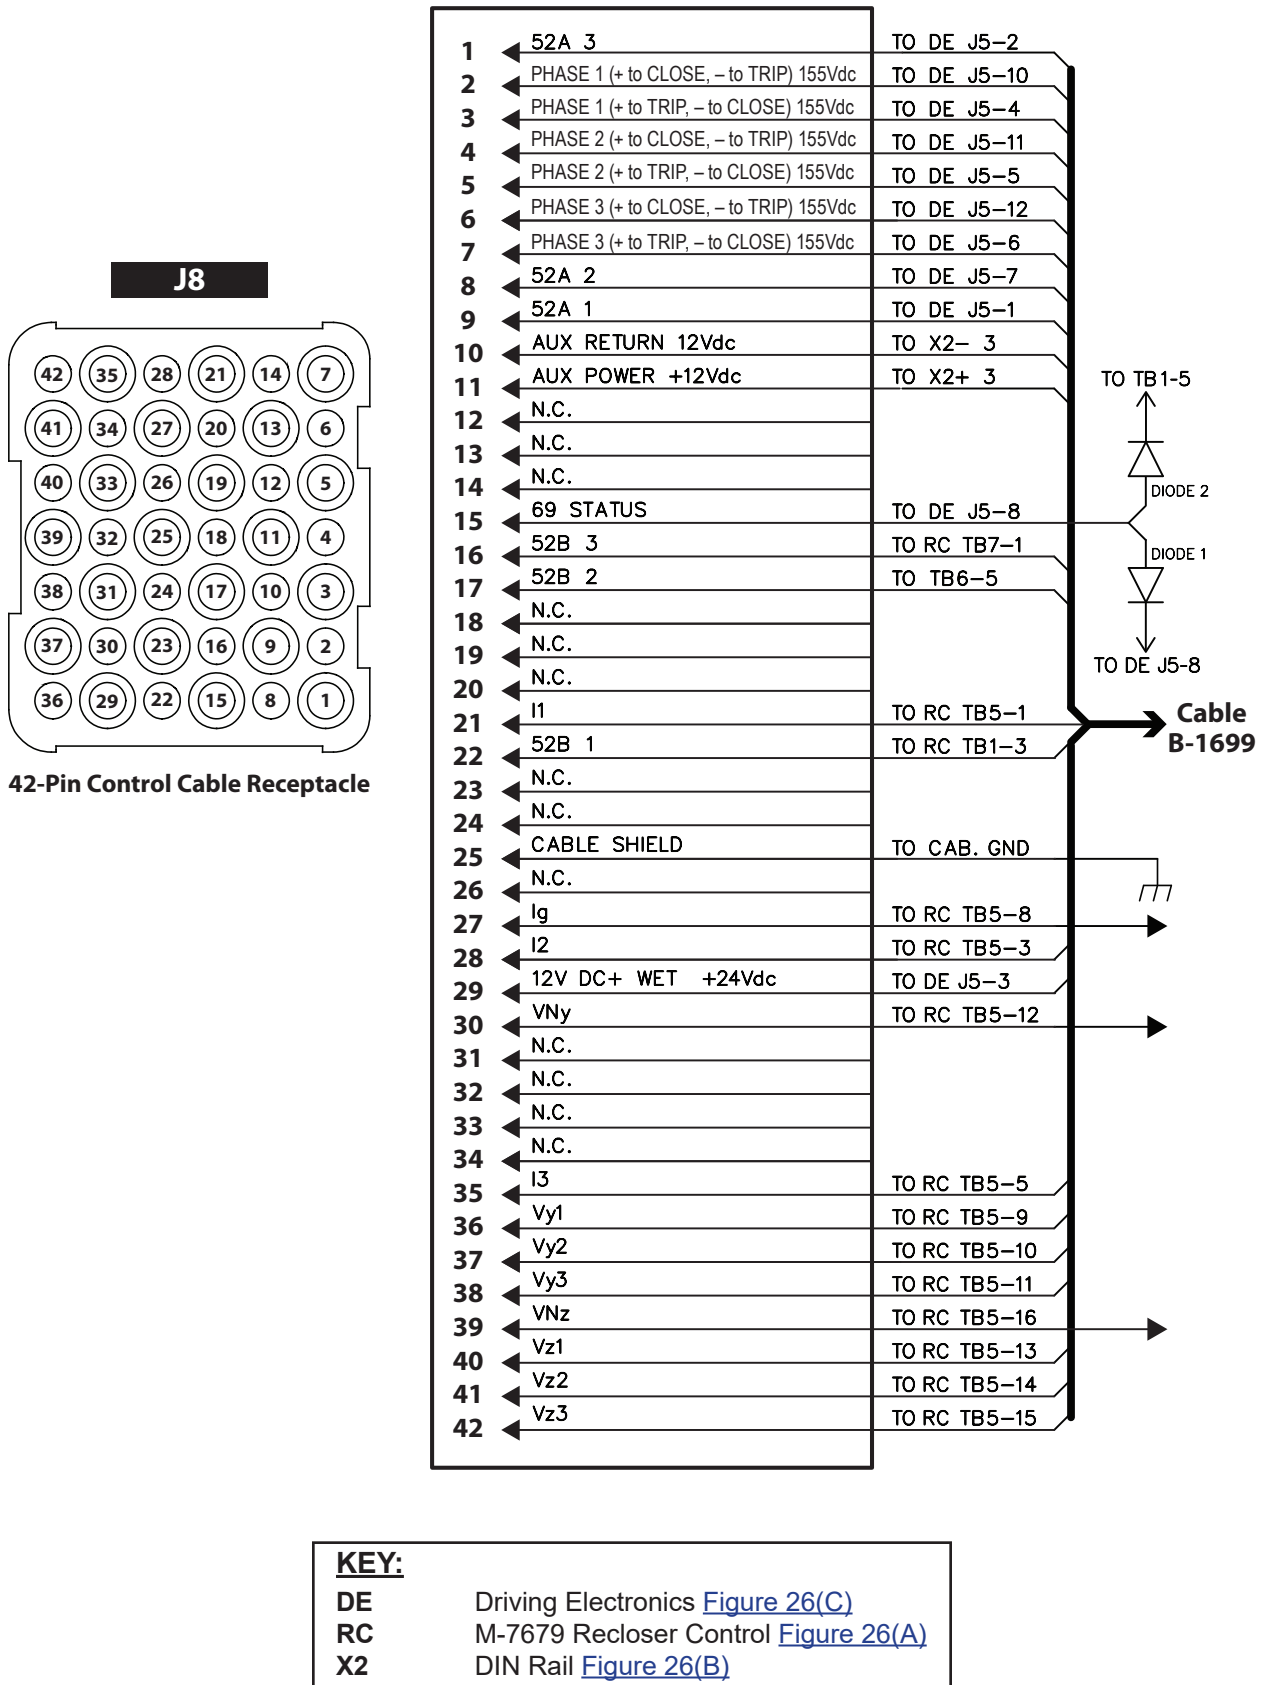 J8
42 35 28 21 14 7
41 34 27 20 13 6
40 33 26 19 12 5
39 32 25 18 11 4
38 31 24 17 10 3
37 30 23 16 9 2
36 29 22 15 8 1
42-Pin Control Cable Receptacle
1 52A 3 TO DE J5-2
2 PHASE 1 (+ to CLOSE, – to TRIP) 155Vdc TO DE J5-10
3 PHASE 1 (+ to TRIP, – to CLOSE) 155Vdc TO DE J5-4
4 PHASE 2 (+ to CLOSE, – to TRIP) 155Vdc TO DE J5-11
5 PHASE 2 (+ to TRIP, – to CLOSE) 155Vdc TO DE J5-5
6 PHASE 3 (+ to CLOSE, – to TRIP) 155Vdc TO DE J5-12
7 PHASE 3 (+ to TRIP, – to CLOSE) 155Vdc TO DE J5-6
8 52A 2 TO DE J5-7
9 52A 1 TO DE J5-1
10 AUX RETURN 12Vdc TO X2- 3
11 AUX POWER +12Vdc TO X2+ 3
12 N.C.
13 N.C.
14 N.C.
15 69 STATUS TO DE J5-8
16 52B 3 TO RC TB7-1
17 52B 2 TO TB6-5
18 N.C.
19 N.C.
20 N.C.
21 I1 TO RC TB5-1
22 52B 1 TO RC TB1-3
23 N.C.
24 N.C.
25 CABLE SHIELD TO CAB. GND
26 N.C.
27 Ig TO RC TB5-8
28 I2 TO RC TB5-3
29 12V DC+ WET +24Vdc TO DE J5-3
30 VNy TO RC TB5-12
31 N.C.
32 N.C.
33 N.C.
34 N.C.
35 I3 TO RC TB5-5
36 Vy1 TO RC TB5-9
37 Vy2 TO RC TB5-10
38 Vy3 TO RC TB5-11
39 VNz TO RC TB5-16
40 Vz1 TO RC TB5-13
41 Vz2 TO RC TB5-14
42 Vz3 TO RC TB5-15
TO TB1-5
DIODE 2
DIODE 1
TO DE J5-8
Cable
B-1699
KEY:
DE Driving Electronics Figure 26(C)
RC M-7679 Recloser Control Figure 26(A)
X2 DIN Rail Figure 26(B)